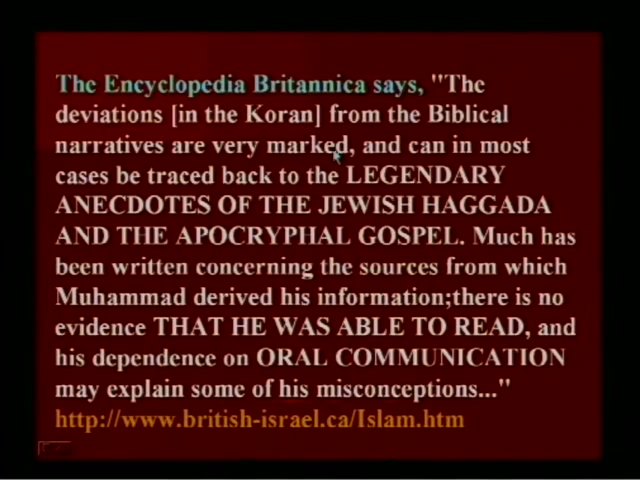 The Encyclopedia Britannica says, "The
deviations [in the Koran] from the Biblical
narratives are very marked, and can in most
cases be traced back to the LEGENDARY
ANECDOTES OF THE JEWISH HAGGADA
AND THE APOCRYPHAL GOSPEL. Much has
been written concerning the sources from which
Muhammad derived his information;there is no
evidence THAT HE WAS ABLE TO READ, and
his dependence on ORAL COMMUNICATION
may explain some of his misconceptions..."
http://www.british-israel.ca/Islam.htm